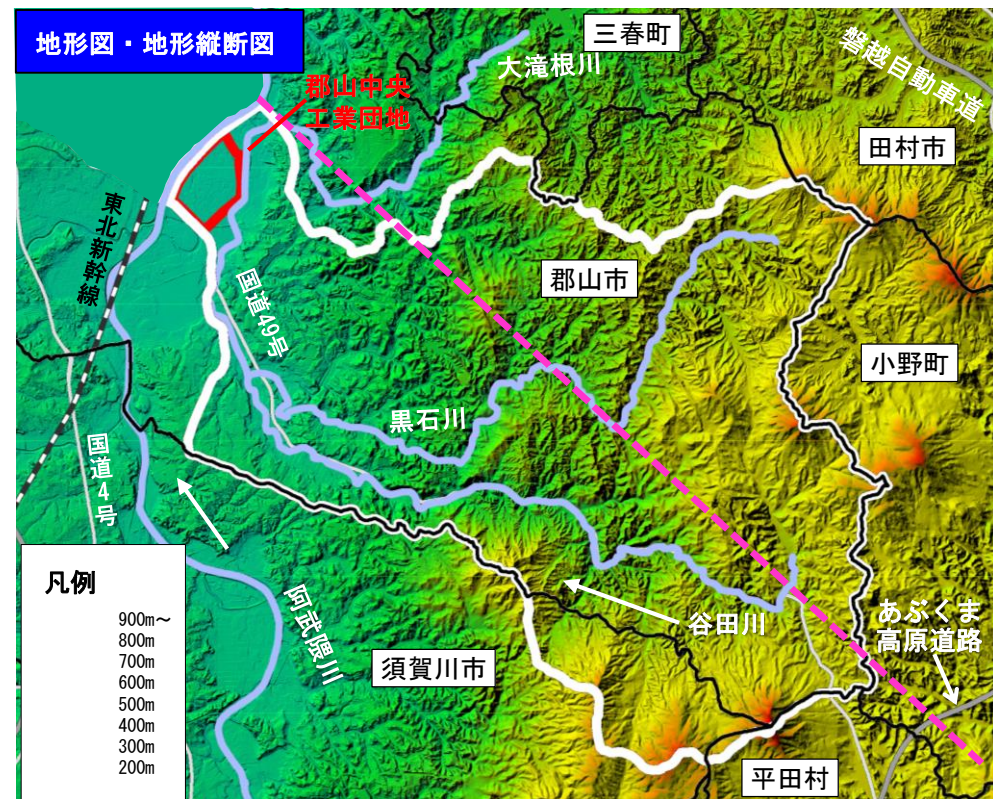 地形図・地形縦断図
三春町
大滝根川
磐越自動車道
郡山中央
工業団地
田村市
東北新幹線
郡山市
国道49号
小野町
黒石川
国道4号
凡例
900m～
800m
700m
600m
500m
400m
300m
200m
阿武隈川
谷田川
あぶくま
高原道路
須賀川市
平田村